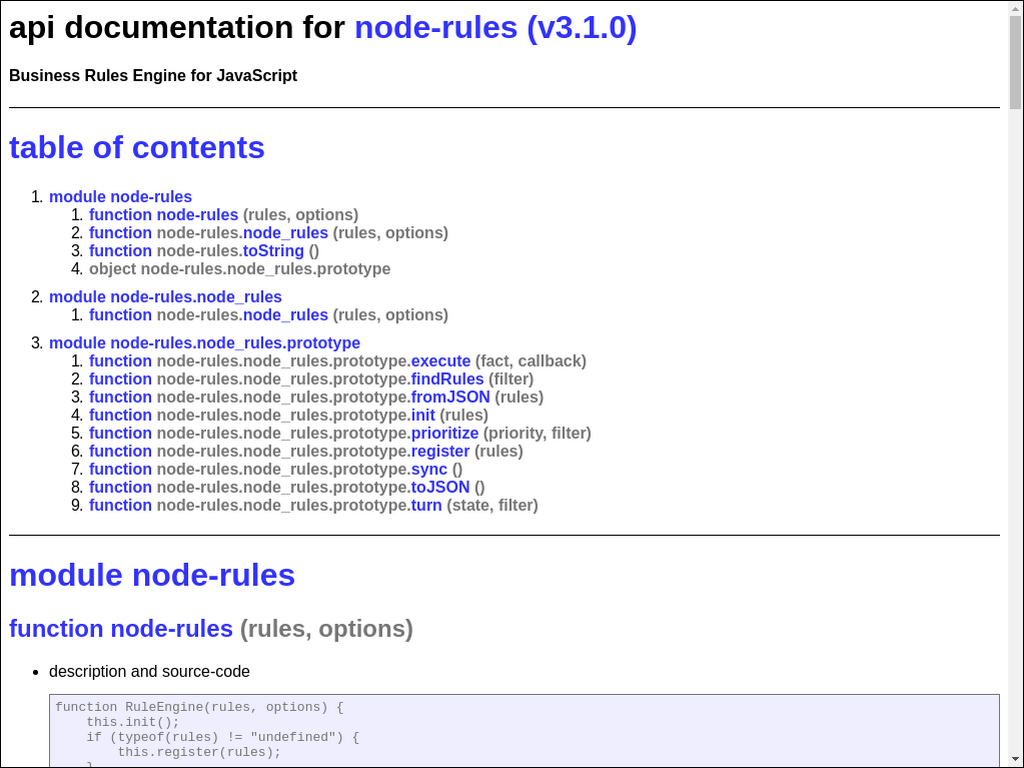 api documentation for node-rules (v3.1.0)
Business Rules Engine for JavaScript
table of contents
1. module node-rules
1. function node-rules (rules, options)
2. function node-rules.node_rules (rules, options)
3. function node-rules.toString ()
4. object node-rules.node_rules.prototype
2. module node-rules.node_rules
1. function node-rules.node_rules (rules, options)
3. module node-rules.node_rules.prototype
1. function node-rules.node_rules.prototype.execute (fact, callback)
2. function node-rules.node_rules.prototype.findRules (filter)
3. function node-rules.node_rules.prototype.fromJSON (rules)
4. function node-rules.node_rules.prototype.init (rules)
5. function node-rules.node_rules.prototype.prioritize (priority, filter)
6. function node-rules.node_rules.prototype.register (rules)
7. function node-rules.node_rules.prototype.sync ()
8. function node-rules.node_rules.prototype.toJSON ()
9. function node-rules.node_rules.prototype.turn (state, filter)
module node-rules
function node-rules (rules, options)
• description and source-code
function RuleEngine(rules, options) {
    this.init();
    if (typeof(rules) != "undefined") {
        this.register(rules);
    }